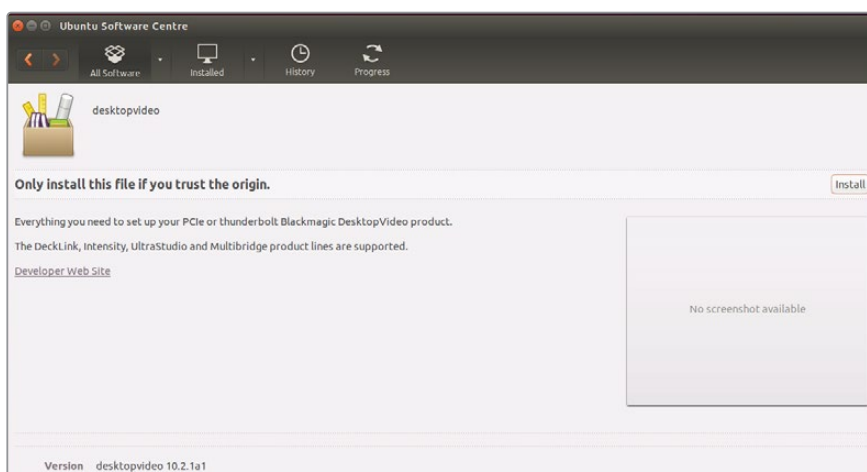 Ubuntu Software Centre
All Software
Installed
History
Progress
desktopvideo
Only install this file if you trust the origin.
Install
Everything you need to set up your PCIe or thunderbolt Blackmagic DesktopVideo product.
The DeckLink, Intensity, UltraStudio and Multibridge product lines are supported.
Developer Web Site
No screenshot available
Version desktopvideo 10.2.1a1